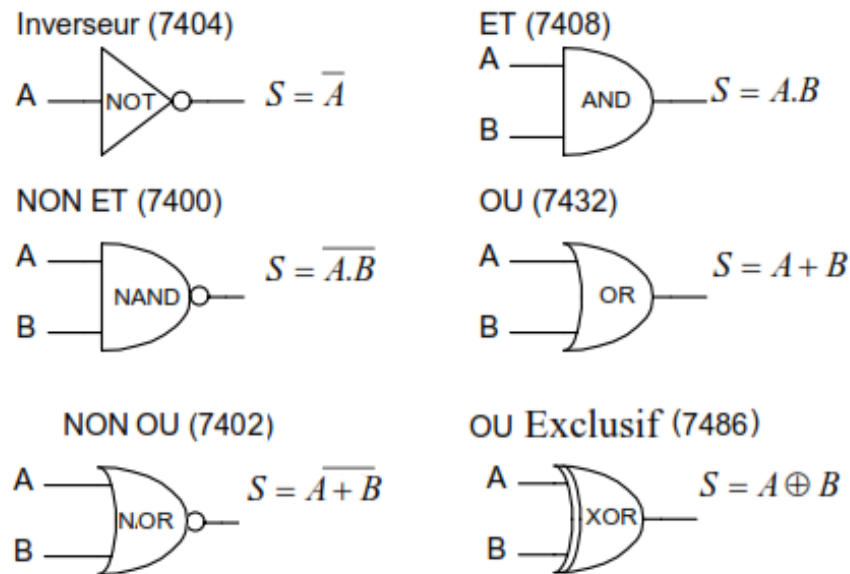 Inverseur (7404)
A NOT S = A̅
ET (7408)
A
AND S = A.B
B
NON ET (7400)
A
NAND S = A̅.̅B̅
B
OU (7432)
A
OR S = A + B
B
NON OU (7402)
A
N.OR S = A̅ ̅+̅ ̅B̅
B
OU Exclusif (7486)
A
XOR S = A ⊕ B
B